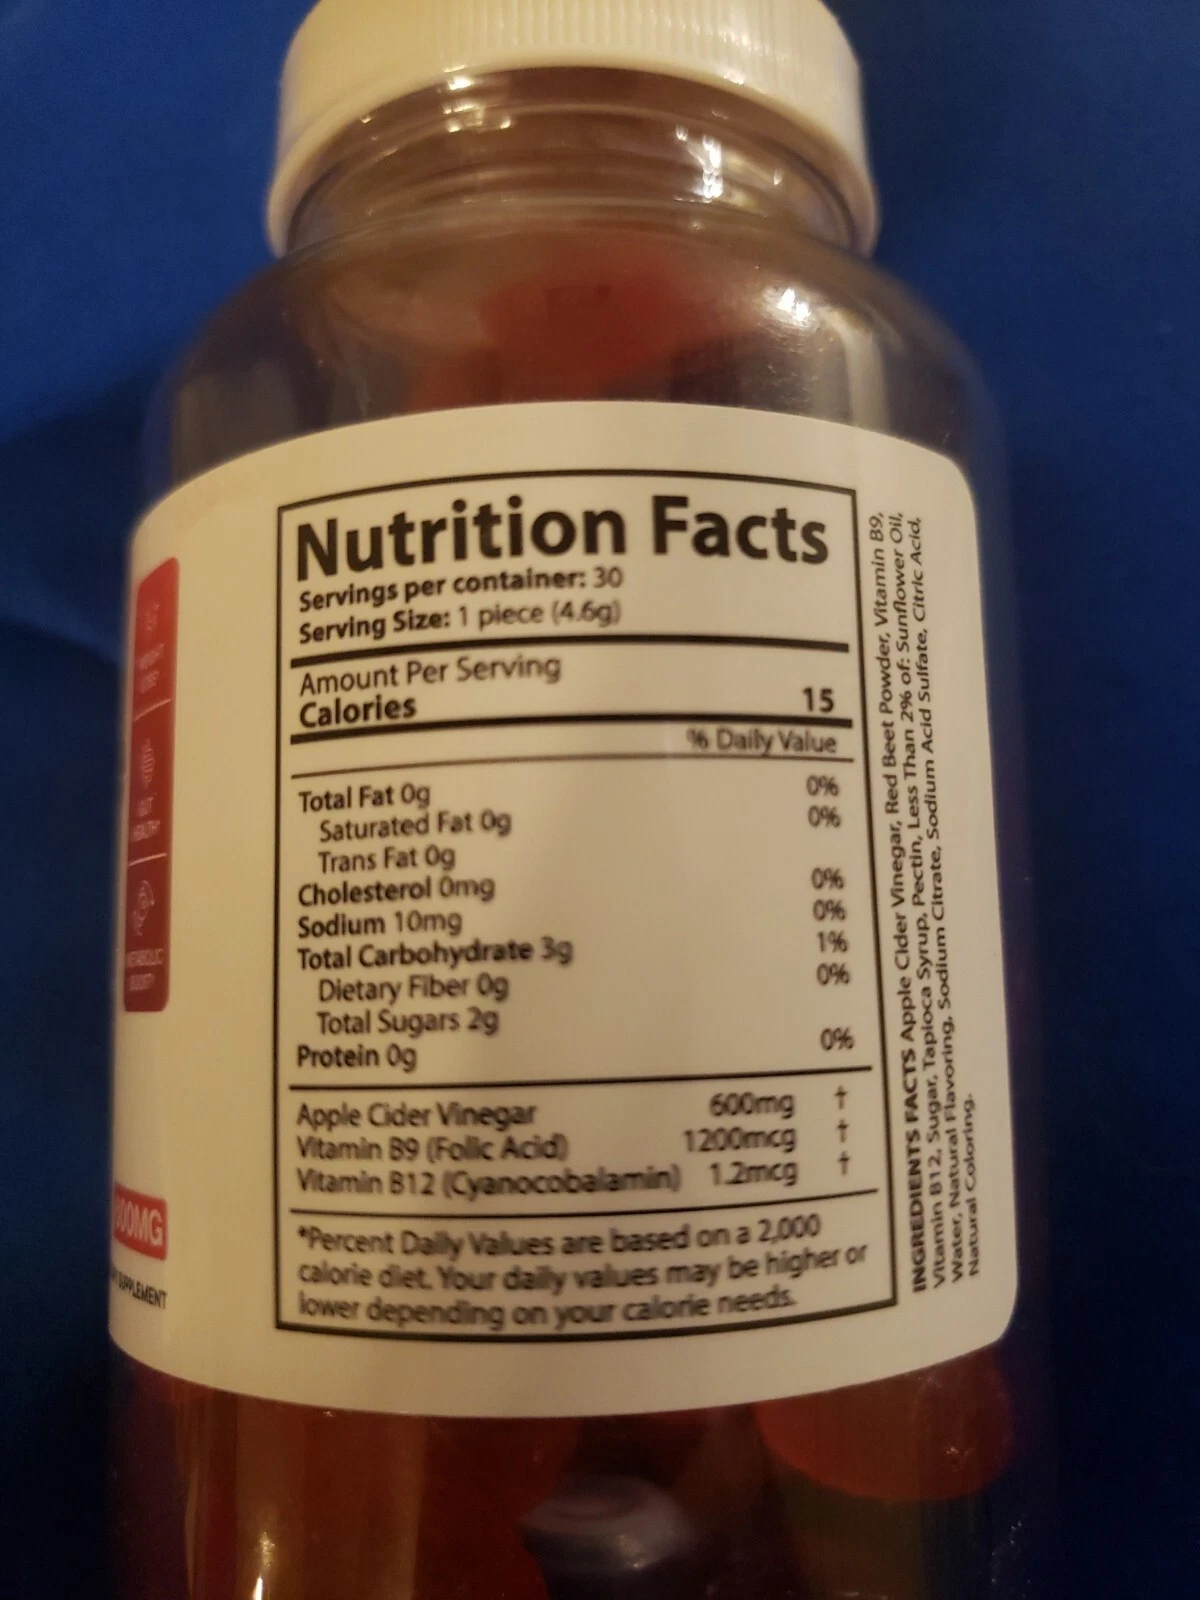 Nutrition Facts
Servings per container: 30
Serving Size: 1 piece (4.6g)
Amount Per Serving
Calories 15
% Daily Value
Total Fat 0g 0%
Saturated Fat 0g 0%
Trans Fat 0g
Cholesterol 0mg 0%
Sodium 10mg 0%
Total Carbohydrate 3g 1%
Dietary Fiber 0g 0%
Total Sugars 2g
Protein 0g 0%
Apple Cider Vinegar 600mg †
Vitamin B9 (Folic Acid) 1200mcg †
Vitamin B12 (Cyanocobalamin) 1.2mcg †
*Percent Daily Values are based on a 2,000
calorie diet. Your daily values may be higher or
lower depending on your calorie needs.
INGREDIENTS FACTS Apple Cider Vinegar, Red Beet Powder, Vitamin B9,
Vitamin B12, Sugar, Tapioca Syrup, Pectin, Less Than 2% of: Sunflower Oil,
Water, Natural Flavoring, Sodium Citrate, Sodium Acid Sulfate, Citric Acid,
Natural Coloring.
SUPPLEMENT